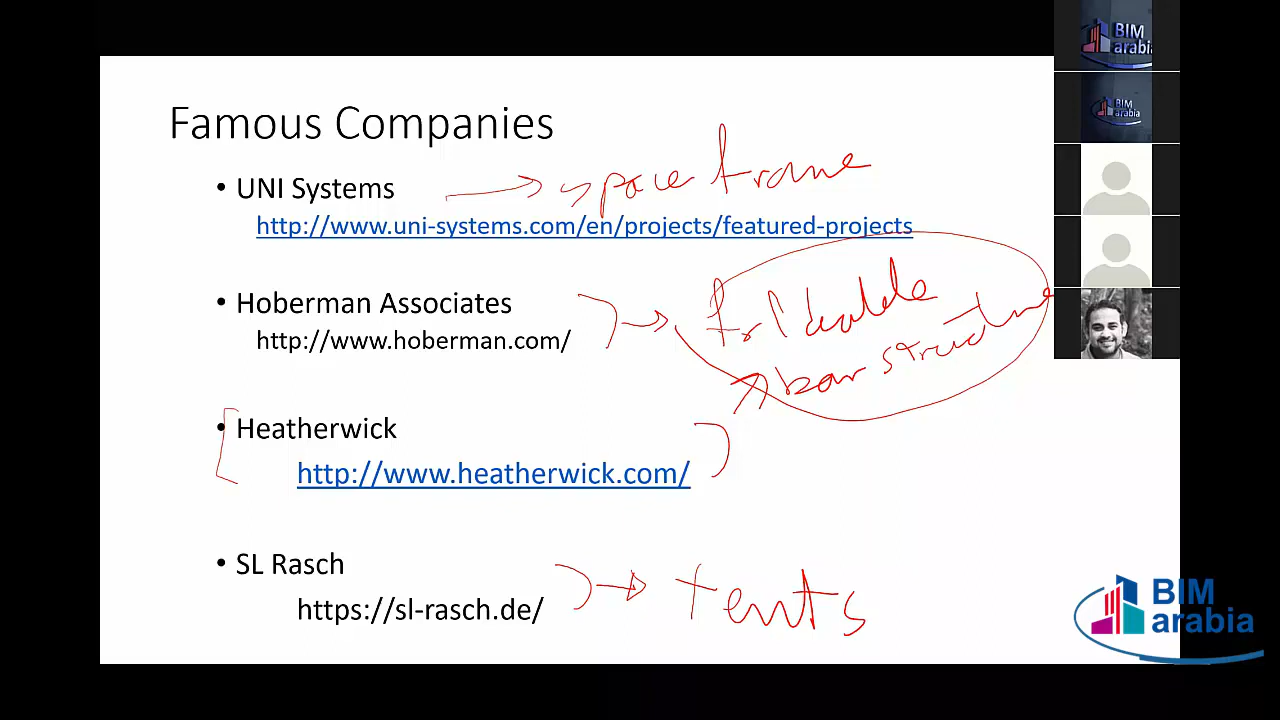 BIM
arabia
BIM
arabia
Famous Companies
• UNI Systems
space frame
http://www.uni-systems.com/en/projects/featured-projects
• Hoberman Associates
http://www.hoberman.com/
bar structure
• Heatherwick
http://www.heatherwick.com/
• SL Rasch
https://sl-rasch.de/
tents
BIM
arabia